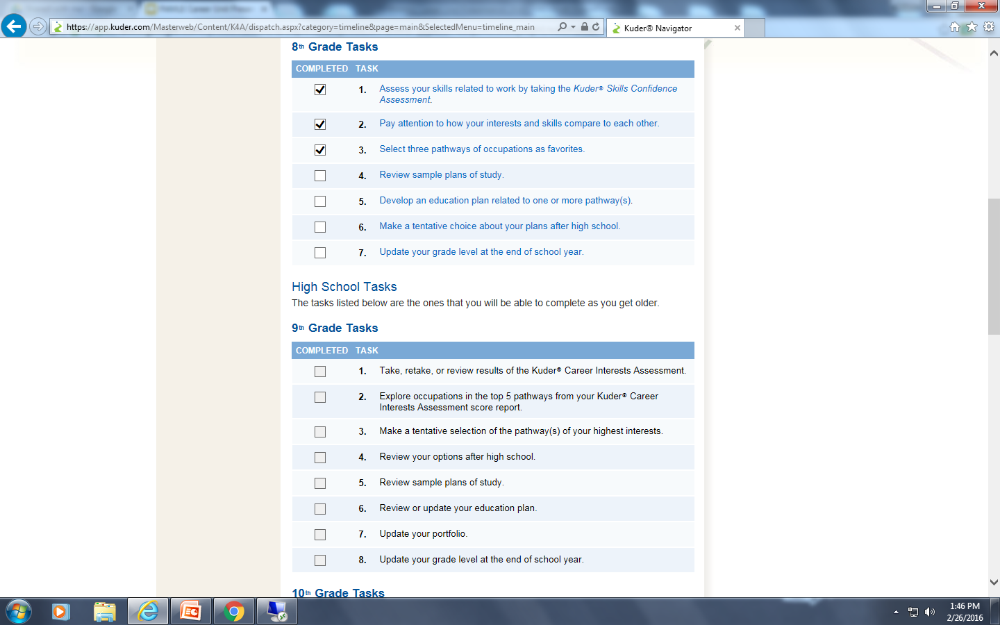 https://app.kuder.com/Masterweb/Content/K4A/dispatch.aspx?category=timeline&page=main&SelectedMenu=timeline_main
Kuder® Navigator
8th Grade Tasks
COMPLETED TASK
1. Assess your skills related to work by taking the Kuder® Skills Confidence
Assessment.
2. Pay attention to how your interests and skills compare to each other.
3. Select three pathways of occupations as favorites.
4. Review sample plans of study.
5. Develop an education plan related to one or more pathway(s).
6. Make a tentative choice about your plans after high school.
7. Update your grade level at the end of school year.
High School Tasks
The tasks listed below are the ones that you will be able to complete as you get older.
9th Grade Tasks
COMPLETED TASK
1. Take, retake, or review results of the Kuder® Career Interests Assessment.
2. Explore occupations in the top 5 pathways from your Kuder® Career
Interests Assessment score report.
3. Make a tentative selection of the pathway(s) of your highest interests.
4. Review your options after high school.
5. Review sample plans of study.
6. Review or update your education plan.
7. Update your portfolio.
8. Update your grade level at the end of school year.
10th Grade Tasks
1:46 PM
2/26/2016